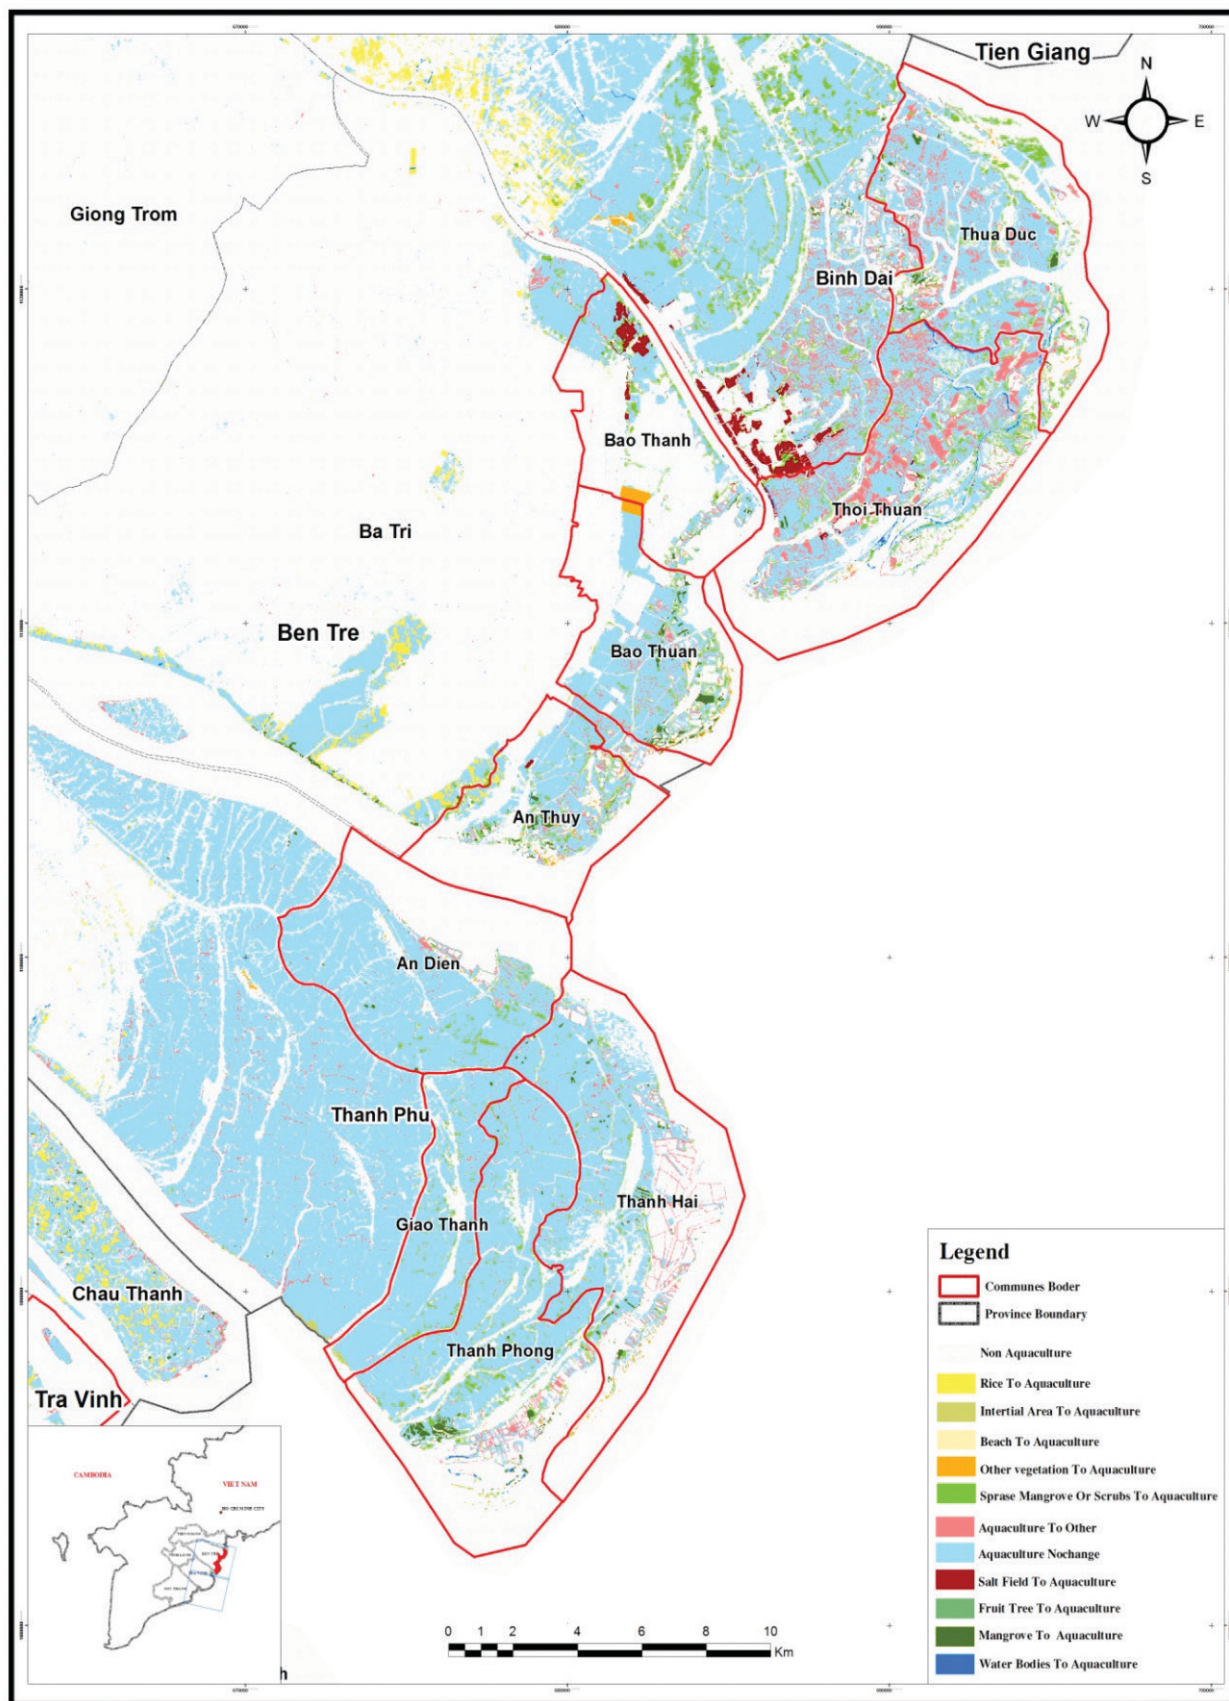 Tien Giang
N
W
E
S
Giong Trom
Thua Duc
Binh Dai
Bao Thanh
Thoi Thuan
Ba Tri
Ben Tre
Bao Thuan
An Thuy
An Dien
Thanh Phu
Thanh Hai
Giao Thanh
Chau Thanh
Thanh Phong
Tra Vinh
Legend
Communes Boder
Province Boundary
Non Aquaculture
Rice To Aquaculture
Intertial Area To Aquaculture
Beach To Aquaculture
Other vegetation To Aquaculture
Sprase Mangrove Or Scrubs To Aquaculture
Aquaculture To Other
Aquaculture Nochange
Salt Field To Aquaculture
Fruit Tree To Aquaculture
Mangrove To Aquaculture
Water Bodies To Aquaculture
CAMBODIA
VIET NAM
0 1 2 4 6 8 10
Km
h